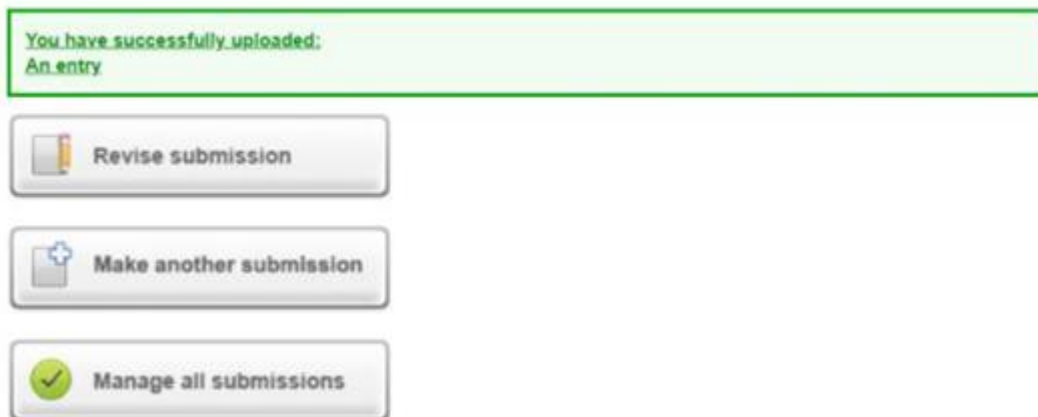 You have successfully uploaded:
An entry
Revise submission
Make another submission
Manage all submissions